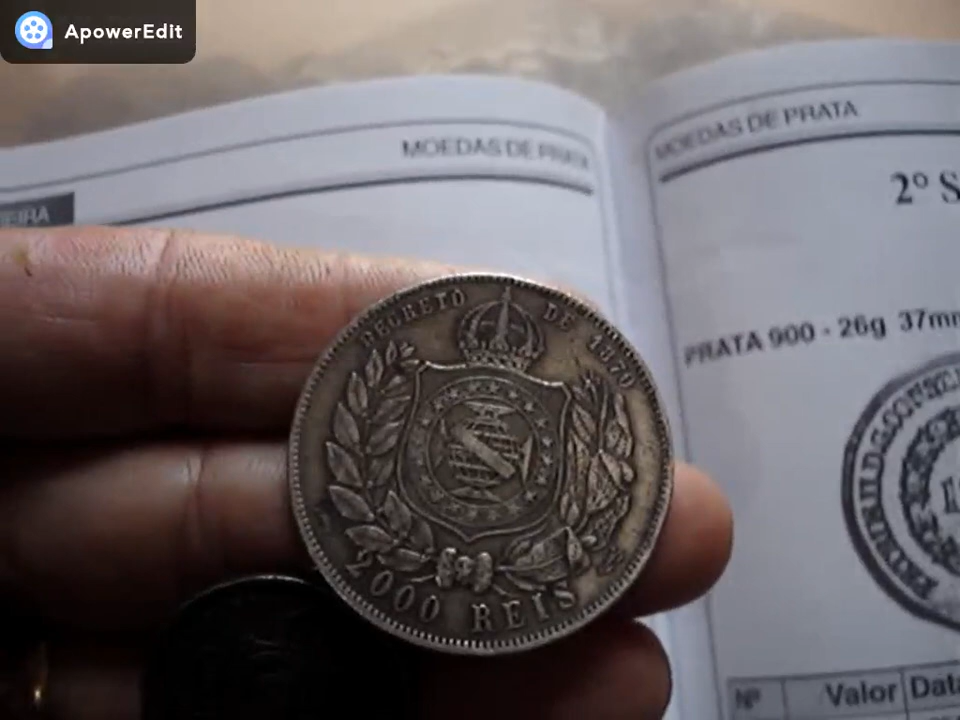 ApowerEdit
MOEDAS DE PRATA
MOEDAS DE PRATA
2º S
PRATA 900 - 26g 37mm
DECRETO DE 1870
2000 REIS
Nº Valor Data